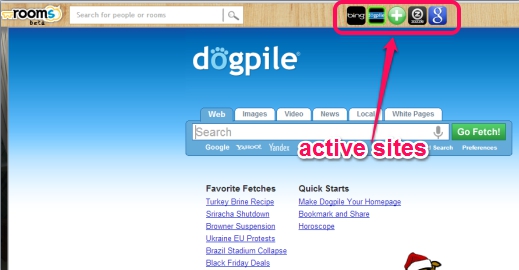 rooms
beta
Search for people or rooms
bing
Google
dogpile
Web Images Video News Local White Pages
Search
Go Fetch!
Google YAHOO! Yandex
Search Preferences
active sites
Favorite Fetches
Turkey Brine Recipe
Sriracha Shutdown
Browner Suspension
Ukraine EU Protests
Brazil Stadium Collapse
Black Friday Deals
Quick Starts
Make Dogpile Your Homepage
Bookmark and Share
Horoscope